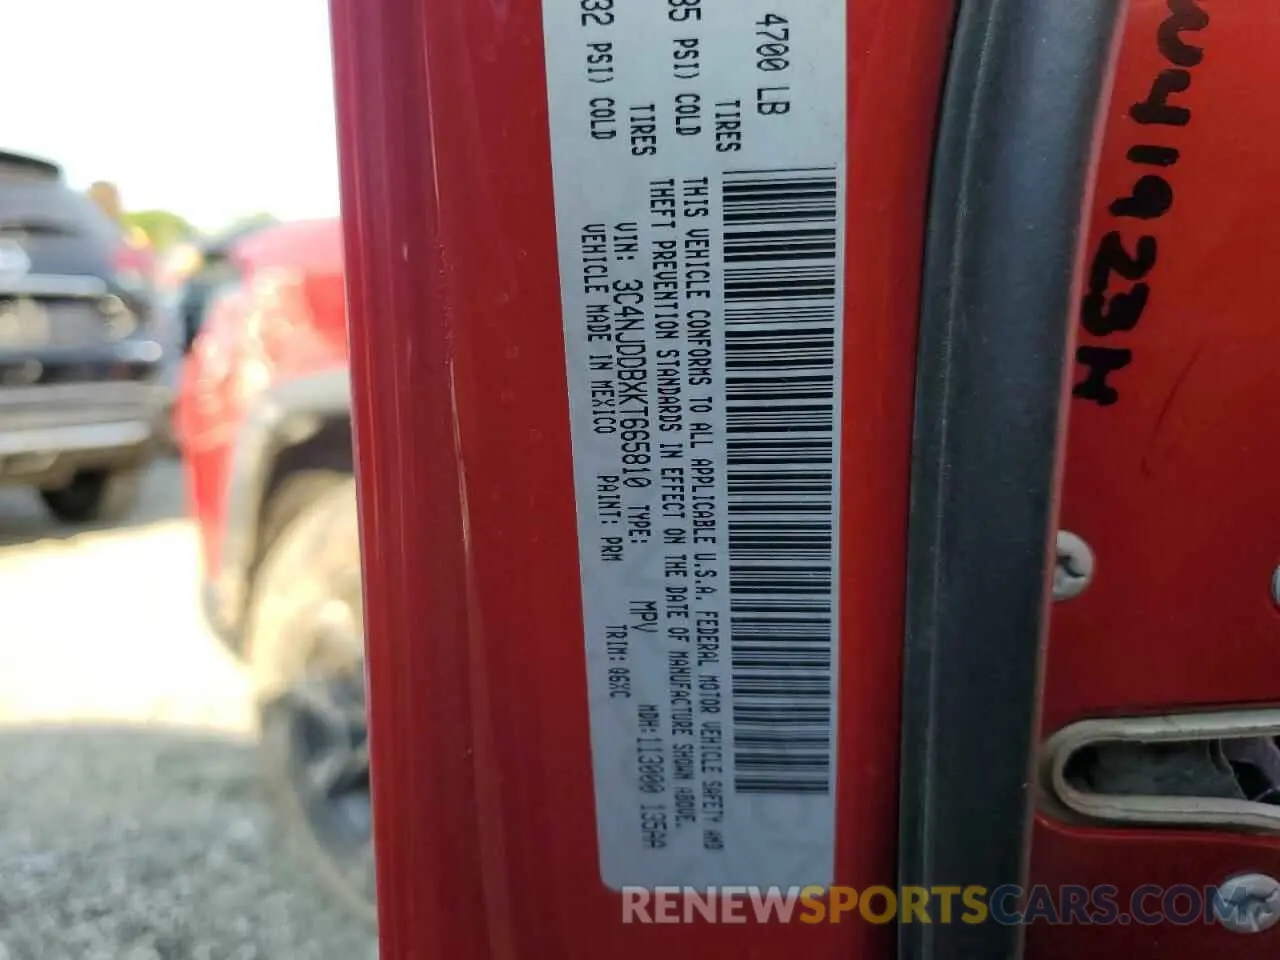 4700 LB
TIRES
35 PSI) COLD
TIRES
32 PSI) COLD
THIS VEHICLE CONFORMS TO ALL APPLICABLE U.S.A. FEDERAL MOTOR VEHICLE SAFETY AND
THEFT PREVENTION STANDARDS IN EFFECT ON THE DATE OF MANUFACTURE SHOWN ABOVE.
VIN: 3C4NJDDBXKT665810 TYPE: MPV MDH: 113000 135AA
VEHICLE MADE IN MEXICO PAINT: PRM TRIM: Q6XC
41923H
RENEWSPORTSCARS.COM